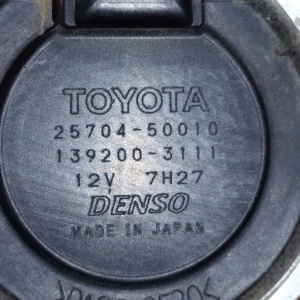 TOYOTA
25704-50010
139200-3111
12V 7H27
DENSO
MADE IN JAPAN